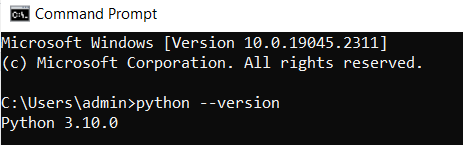 Command Prompt
Microsoft Windows [Version 10.0.19045.2311]
(c) Microsoft Corporation. All rights reserved.
C:\Users\admin>python --version
Python 3.10.0